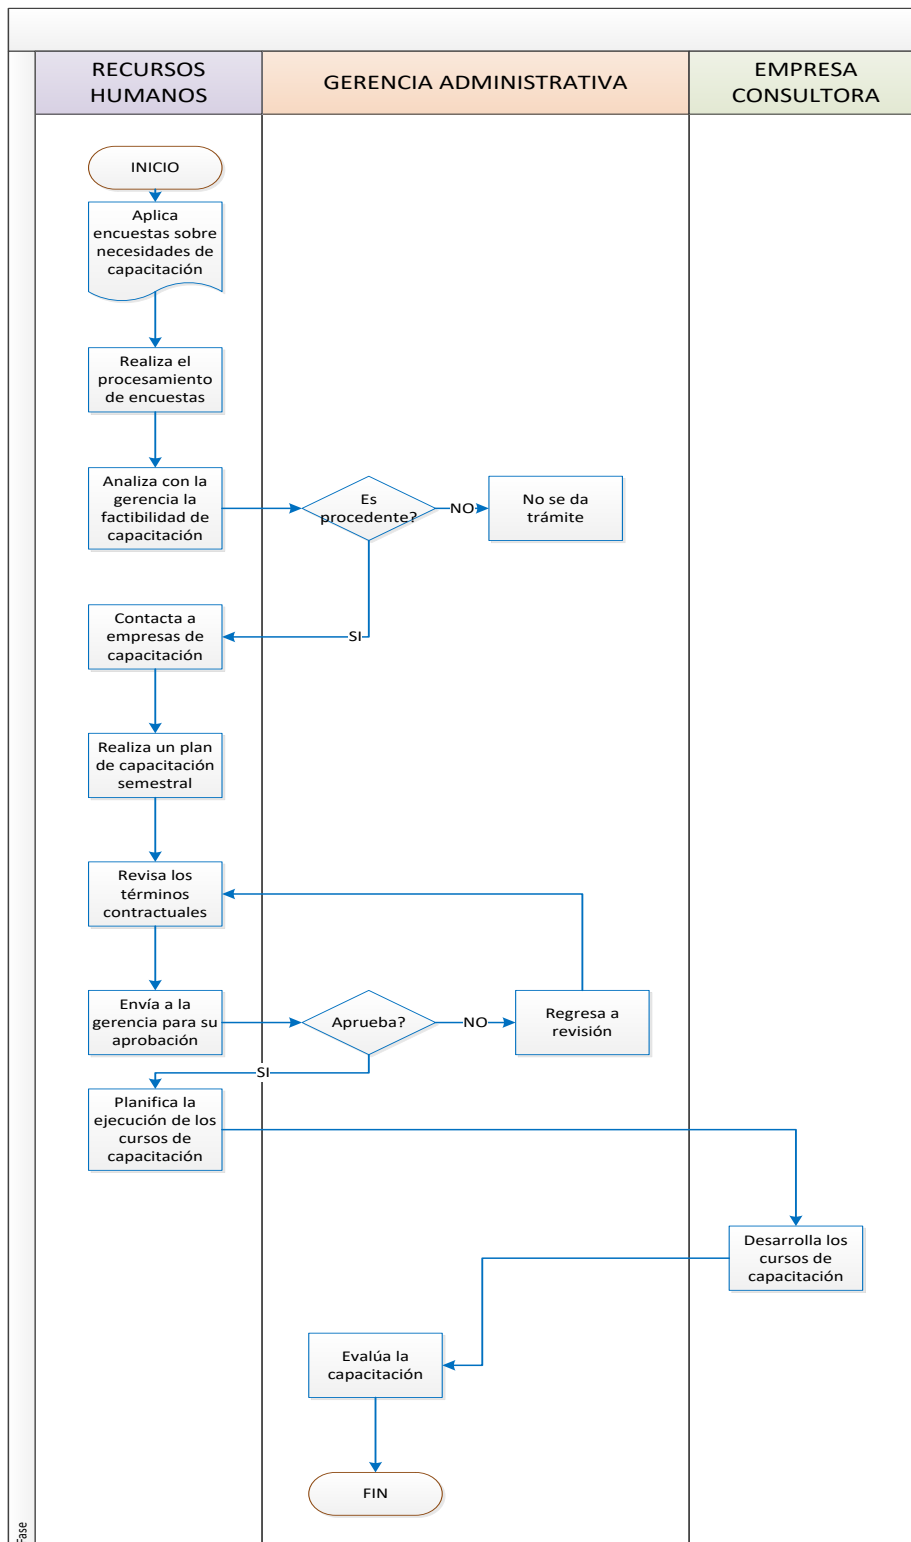 RECURSOS
HUMANOS
GERENCIA ADMINISTRATIVA
EMPRESA
CONSULTORA
INICIO
Aplica
encuestas sobre
necesidades de
capacitación
Realiza el
procesamiento
de encuestas
Analiza con la
gerencia la
factibilidad de
capacitación
Es
procedente?
NO
No se da
trámite
SI
Contacta a
empresas de
capacitación
Realiza un plan
de capacitación
semestral
Revisa los
términos
contractuales
Envía a la
gerencia para su
aprobación
Aprueba?
NO
Regresa a
revisión
SI
Planifica la
ejecución de los
cursos de
capacitación
Desarrolla los
cursos de
capacitación
Evalúa la
capacitación
FIN
Fase